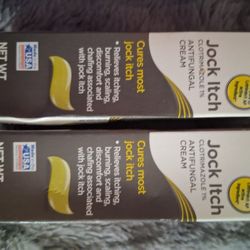 Jock Itch
CLOTRIMAZOLE 1%
ANTIFUNGAL
CREAM
Cures most
jock itch
• Relieves itching,
burning, scaling,
discomfort and
chafing associated
with jock itch
USA
NET WT
Jock Itch
CLOTRIMAZOLE 1%
ANTIFUNGAL
CREAM
Cures most
jock itch
• Relieves itching,
burning, scaling,
discomfort and
chafing associated
with jock itch
USA
NET WT